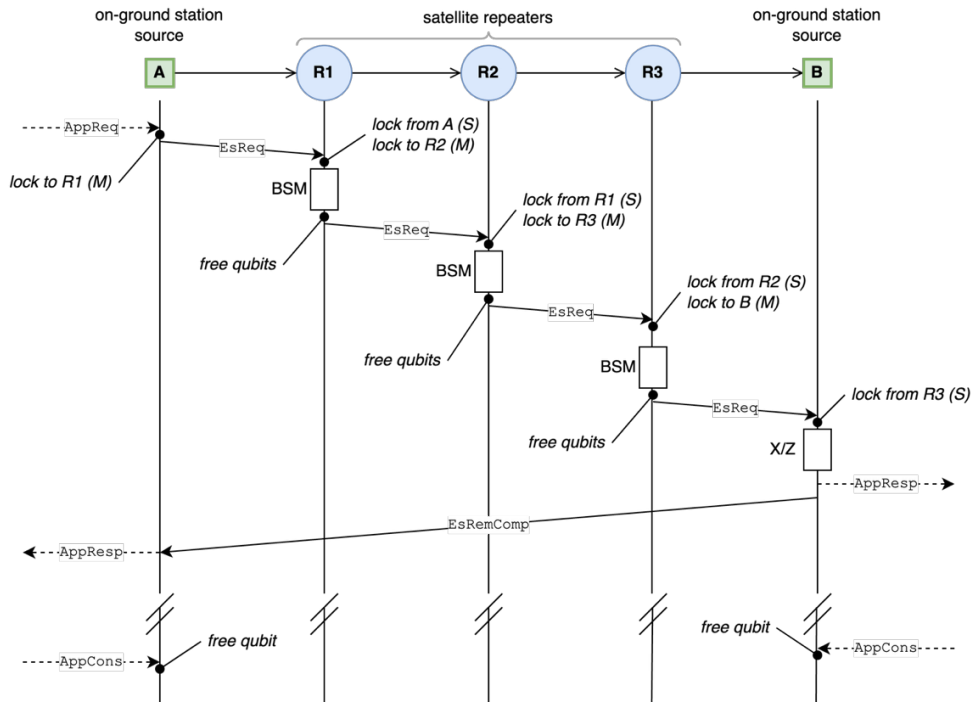 on-ground station
source
satellite repeaters
on-ground station
source
A
R1
R2
R3
B
AppReq
EsReq
lock from A (S)
lock to R2 (M)
lock to R1 (M)
BSM
lock from R1 (S)
lock to R3 (M)
EsReq
free qubits
BSM
lock from R2 (S)
lock to B (M)
EsReq
free qubits
BSM
lock from R3 (S)
EsReq
free qubits
X/Z
AppResp
EsRemComp
AppResp
free qubit
free qubit
AppCons
AppCons